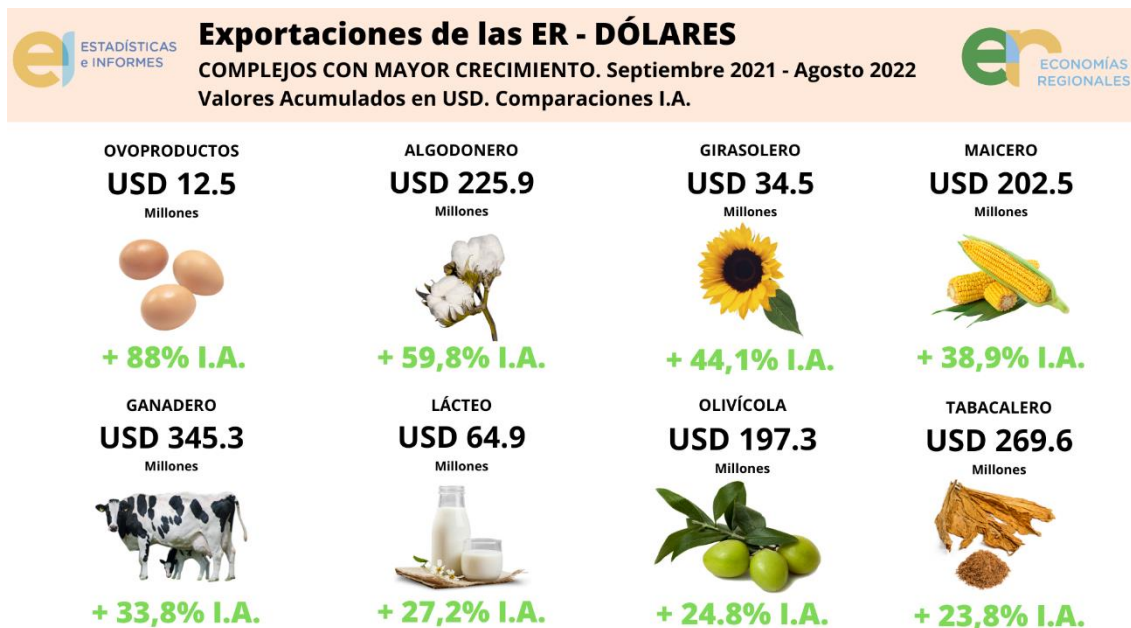 ESTADÍSTICAS
e INFORMES
Exportaciones de las ER - DÓLARES
COMPLEJOS CON MAYOR CRECIMIENTO. Septiembre 2021 - Agosto 2022
Valores Acumulados en USD. Comparaciones I.A.
er
ECONOMÍAS
REGIONALES
OVOPRODUCTOS
USD 12.5
Millones
+ 88% I.A.
ALGODONERO
USD 225.9
Millones
+ 59,8% I.A.
GIRASOLERO
USD 34.5
Millones
+ 44,1% I.A.
MAICERO
USD 202.5
Millones
+ 38,9% I.A.
GANADERO
USD 345.3
Millones
+ 33,8% I.A.
LÁCTEO
USD 64.9
Millones
+ 27,2% I.A.
OLIVÍCOLA
USD 197.3
Millones
+ 24.8% I.A.
TABACALERO
USD 269.6
Millones
+ 23,8% I.A.